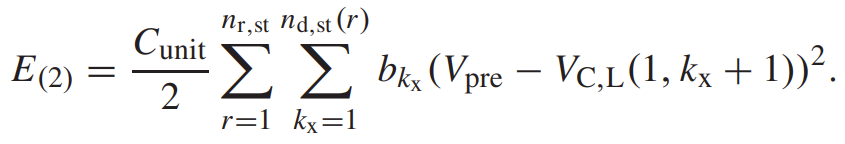 E_{(2)} = \frac{C_{\text{unit}}}{2} \sum_{r=1}^{n_{\text{r,st}}} \sum_{k_{\text{x}}=1}^{n_{\text{d,st}}(r)} b_{k_{\text{x}}} (V_{\text{pre}} - V_{\text{C,L}}(1, k_{\text{x}} + 1))^2.